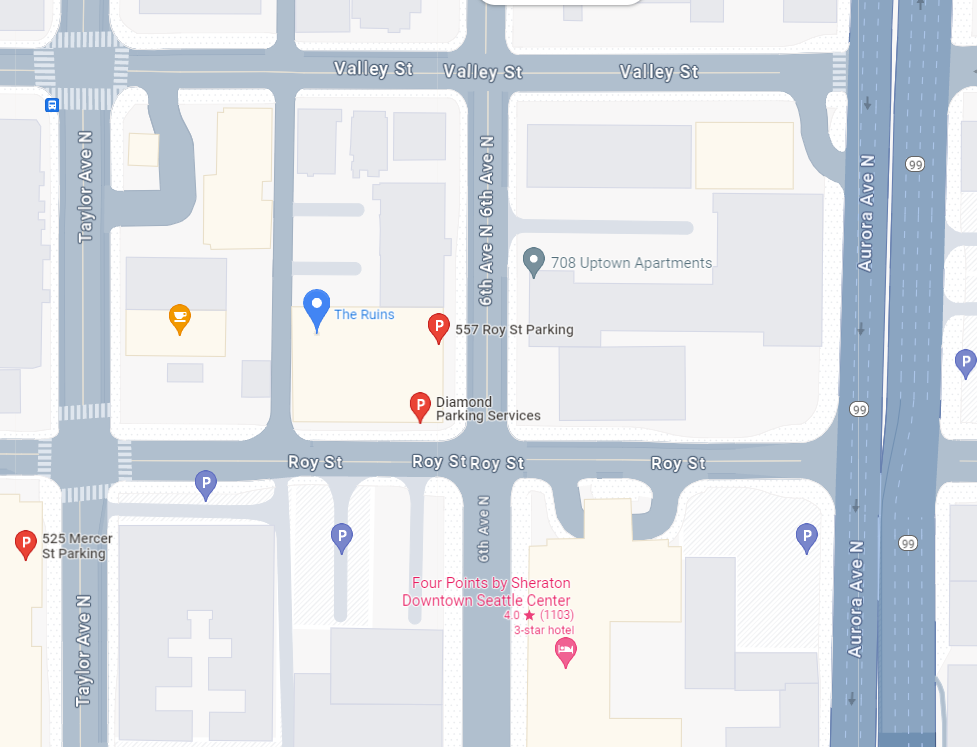 Valley St
Valley St
Valley St
Taylor Ave N
6th Ave N
6th Ave N
Aurora Ave N
99
708 Uptown Apartments
The Ruins
557 Roy St Parking
Diamond
Parking Services
99
Roy St
Roy St
Roy St
Roy St
P
P
P
P
P
P
P
525 Mercer
St Parking
6th Ave N
99
Four Points by Sheraton
Downtown Seattle Center
4.0 ★ (1103)
3-star hotel
Taylor Ave N
Aurora Ave N